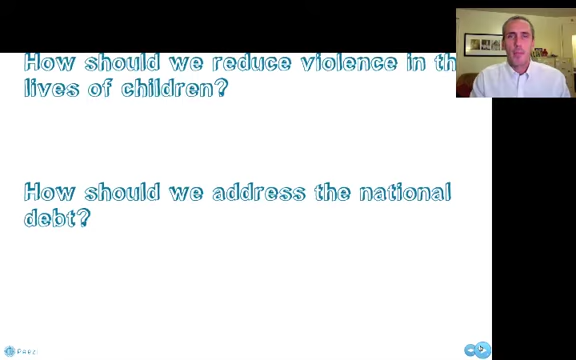 How should we reduce violence in th
lives of children?
How should we address the national
debt?